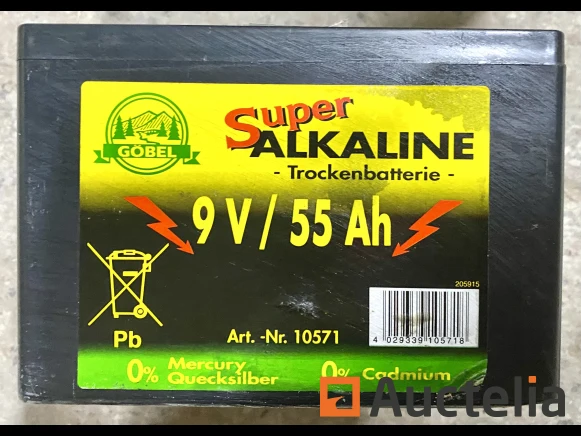 GÖBEL
Super
ALKALINE
- Trockenbatterie -
9 V / 55 Ah
205915
Pb
Art. -Nr. 10571
4 029339 105718
0% Mercury
Quecksilber
0% Cadmium
Auctelia